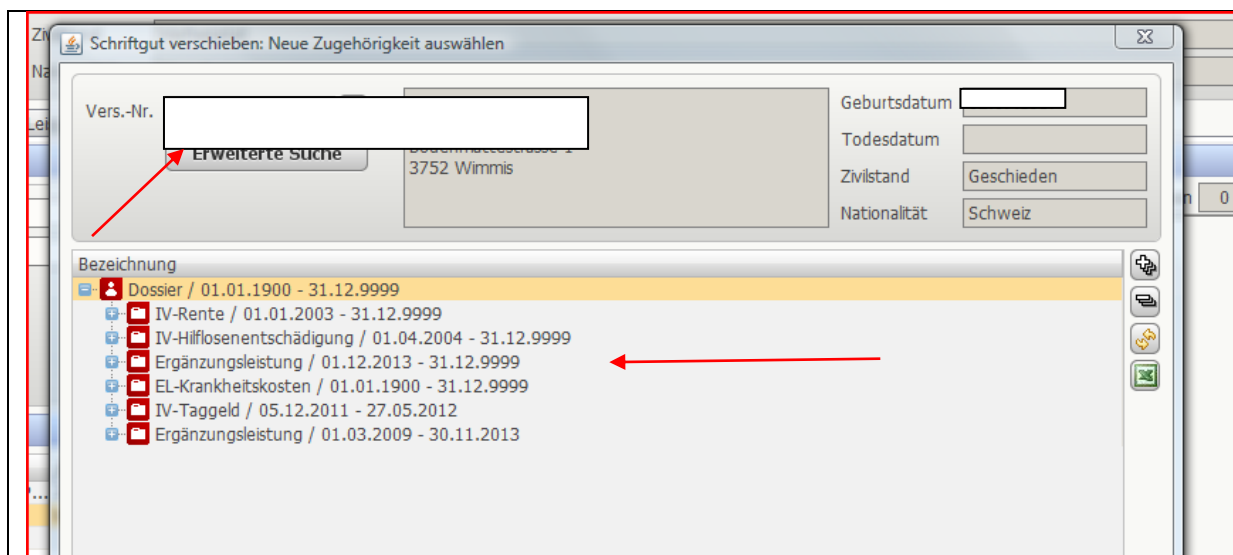 Schriftgut verschieben: Neue Zugehörigkeit auswählen
Vers.-Nr.
Erweiterte Suche
3752 Wimmis
Geburtsdatum
Todesdatum
Zivilstand Geschieden
Nationalität Schweiz
n 0
Bezeichnung
Dossier / 01.01.1900 - 31.12.9999
IV-Rente / 01.01.2003 - 31.12.9999
IV-Hilflosenentschädigung / 01.04.2004 - 31.12.9999
Ergänzungsleistung / 01.12.2013 - 31.12.9999
EL-Krankheitskosten / 01.01.1900 - 31.12.9999
IV-Taggeld / 05.12.2011 - 27.05.2012
Ergänzungsleistung / 01.03.2009 - 30.11.2013